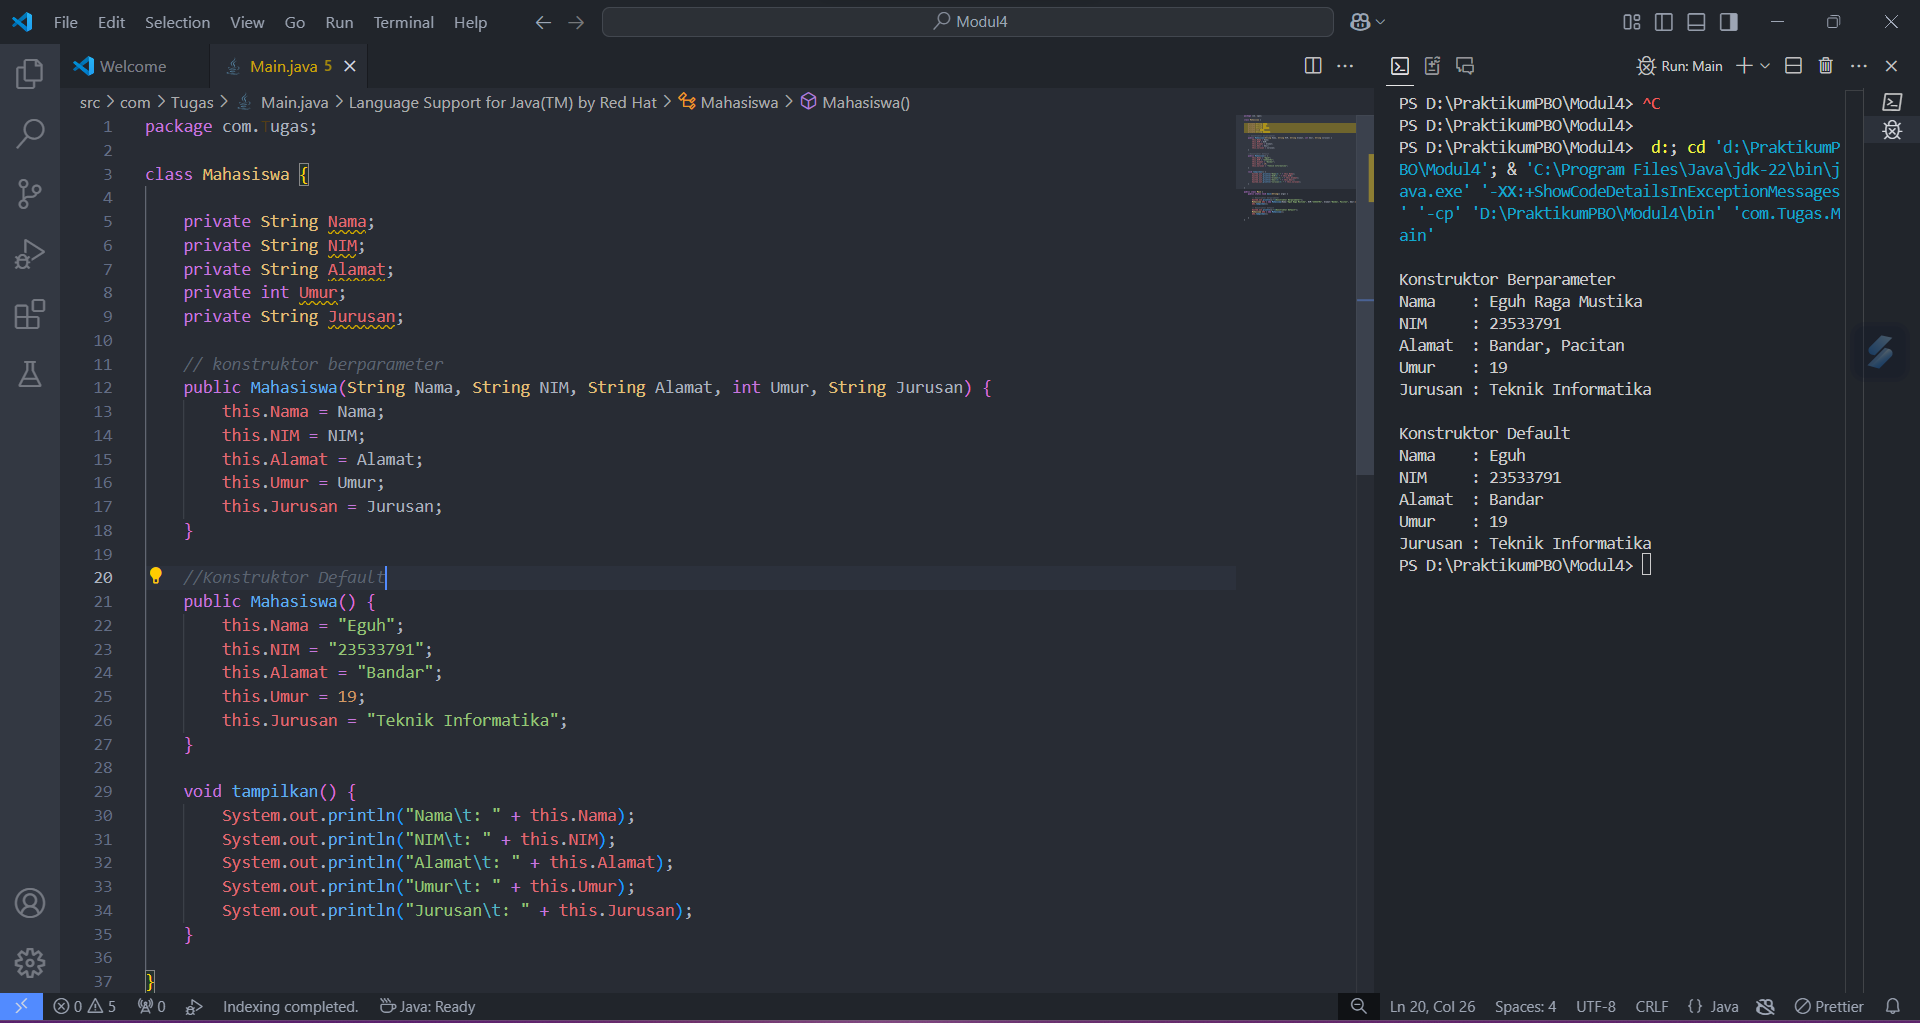 File Edit Selection View Go Run Terminal Help
Modul4
Welcome
Main.java 5
src > com > Tugas > Main.java > Language Support for Java(TM) by Red Hat > Mahasiswa > Mahasiswa()
1 package com.Tugas;
2
3 class Mahasiswa {
4
5 private String Nama;
6 private String NIM;
7 private String Alamat;
8 private int Umur;
9 private String Jurusan;
10
11 // konstruktor berparameter
12 public Mahasiswa(String Nama, String NIM, String Alamat, int Umur, String Jurusan) {
13 this.Nama = Nama;
14 this.NIM = NIM;
15 this.Alamat = Alamat;
16 this.Umur = Umur;
17 this.Jurusan = Jurusan;
18 }
19
20 //Konstruktor Default
21 public Mahasiswa() {
22 this.Nama = "Eguh";
23 this.NIM = "23533791";
24 this.Alamat = "Bandar";
25 this.Umur = 19;
26 this.Jurusan = "Teknik Informatika";
27 }
28
29 void tampilkan() {
30 System.out.println("Nama\t: " + this.Nama);
31 System.out.println("NIM\t: " + this.NIM);
32 System.out.println("Alamat\t: " + this.Alamat);
33 System.out.println("Umur\t: " + this.Umur);
34 System.out.println("Jurusan\t: " + this.Jurusan);
35 }
36
37 }
Run: Main
PS D:\PraktikumPBO\Modul4> ^C
PS D:\PraktikumPBO\Modul4>
PS D:\PraktikumPBO\Modul4>  d:; cd 'd:\PraktikumP
BO\Modul4'; & 'C:\Program Files\Java\jdk-22\bin\j
ava.exe' '-XX:+ShowCodeDetailsInExceptionMessages
' '-cp' 'D:\PraktikumPBO\Modul4\bin' 'com.Tugas.M
ain'
Konstruktor Berparameter
Nama : Eguh Raga Mustika
NIM : 23533791
Alamat : Bandar, Pacitan
Umur : 19
Jurusan : Teknik Informatika
Konstruktor Default
Nama : Eguh
NIM : 23533791
Alamat : Bandar
Umur : 19
Jurusan : Teknik Informatika
PS D:\PraktikumPBO\Modul4>
0 5 0 Indexing completed. Java: Ready Ln 20, Col 26 Spaces: 4 UTF-8 CRLF {} Java Prettier